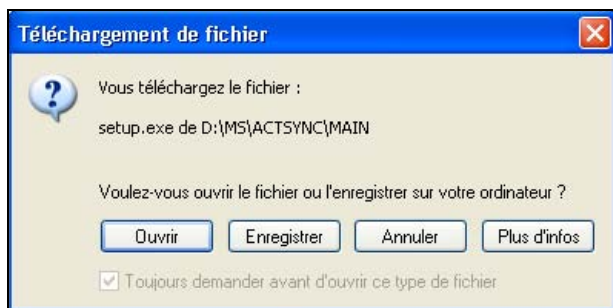 Téléchargement de fichier
Vous téléchargez le fichier :
setup.exe de D:\MS\ACTSYNC\MAIN
Voulez-vous ouvrir le fichier ou l'enregistrer sur votre ordinateur ?
Ouvrir Enregistrer Annuler Plus d'infos
Toujours demander avant d'ouvrir ce type de fichier